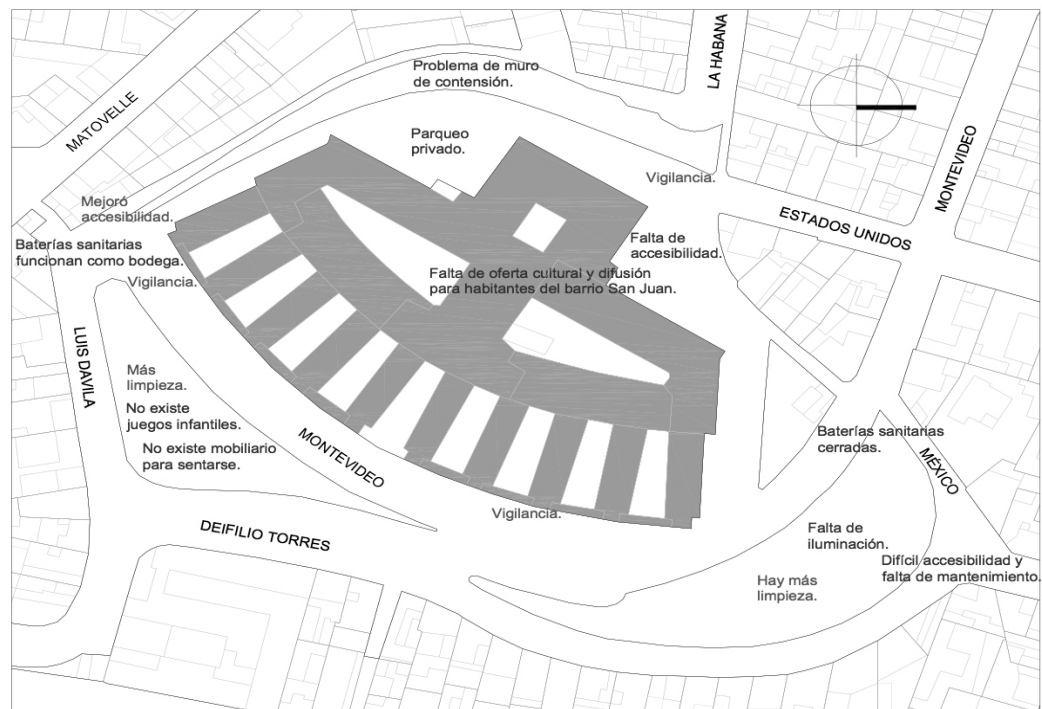 Problema de muro
de contención.
LA HABANA
MATOVELLE
Parqueo
privado.
MONTEVIDEO
Vigilancia.
Mejoró
accesibilidad.
ESTADOS UNIDOS
Baterías sanitarias
funcionan como bodega.
Falta de
accesibilidad.
Vigilancia.
Falta de oferta cultural y difusión
para habitantes del barrio San Juan.
LUIS DAVILA
Más
limpieza.
No existe
juegos infantiles.
No existe mobiliario
para sentarse.
MONTEVIDEO
Baterías sanitarias
cerradas.
MÉXICO
Vigilancia.
DEIFILIO TORRES
Falta de
iluminación.
Difícil accesibilidad y
falta de mantenimiento.
Hay más
limpieza.